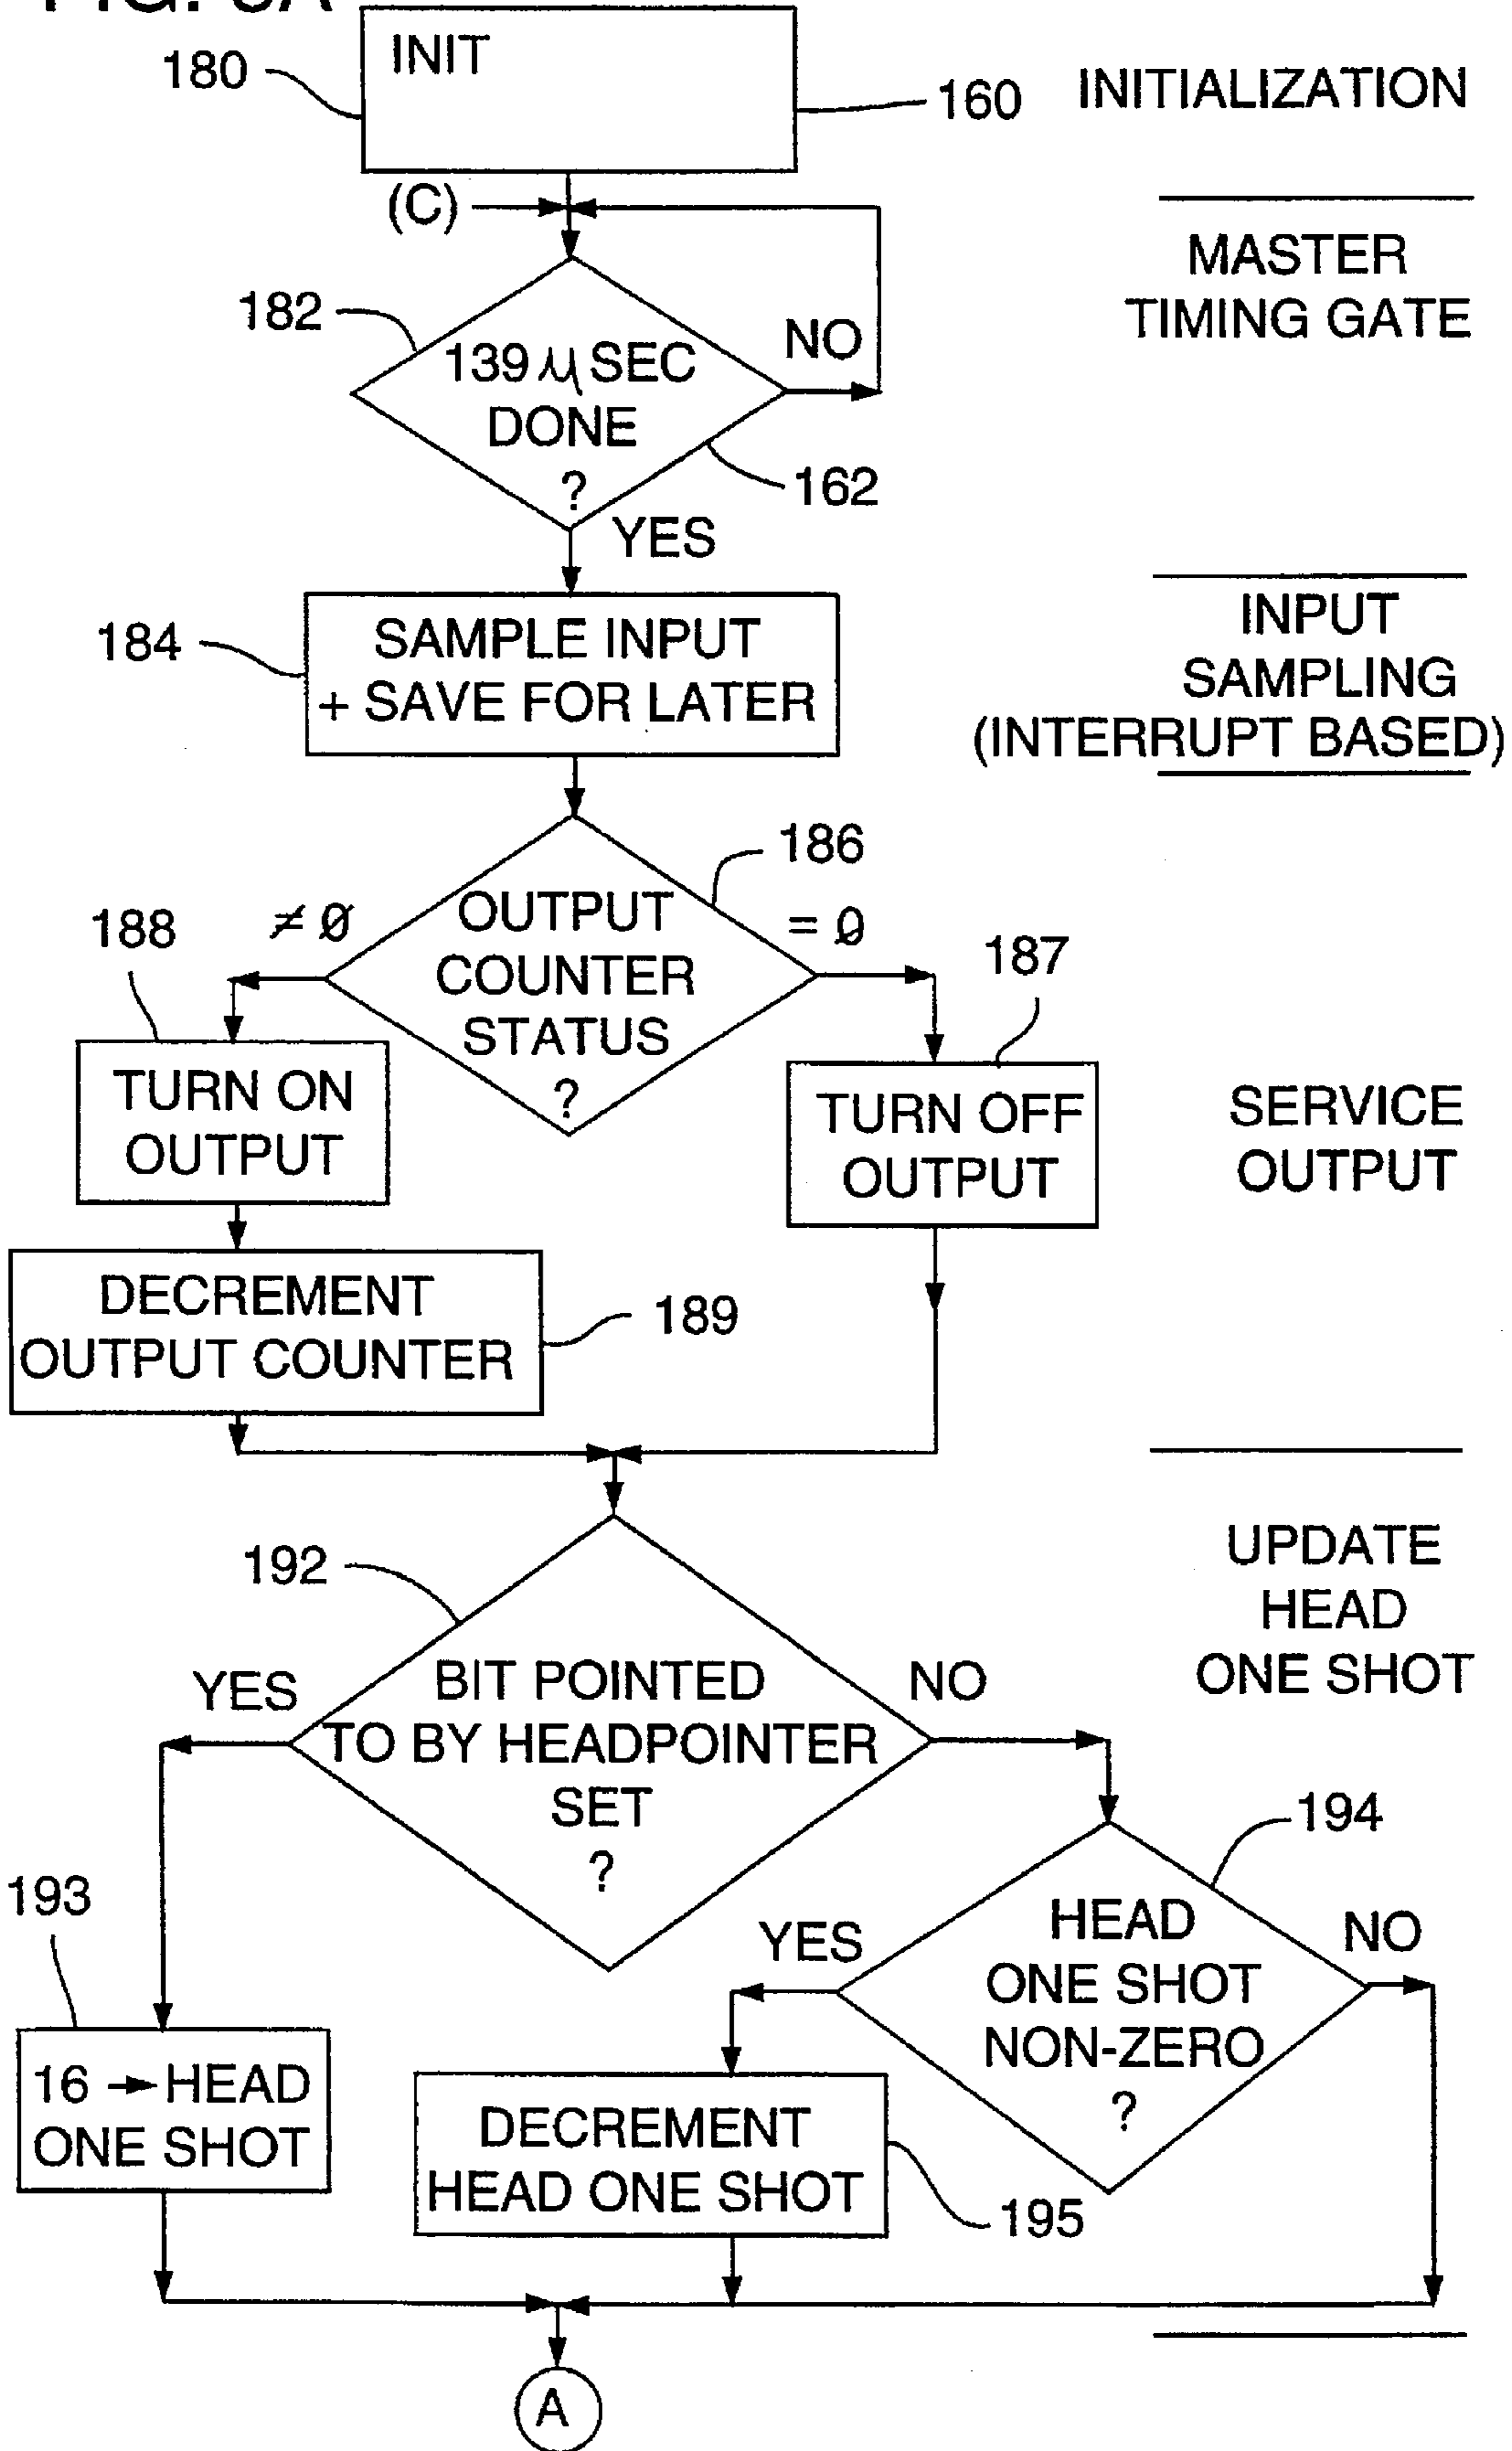 INIT
180
160
INITIALIZATION
(C)
MASTER
TIMING GATE
182
139 μ SEC
DONE
?
NO
162
YES
184
SAMPLE INPUT
+ SAVE FOR LATER
INPUT
SAMPLING
(INTERRUPT BASED)
186
OUTPUT
COUNTER
STATUS
?
≠ 0
= 0
188
187
TURN ON
OUTPUT
TURN OFF
OUTPUT
SERVICE
OUTPUT
DECREMENT
OUTPUT COUNTER
189
192
UPDATE
HEAD
ONE SHOT
YES
BIT POINTED
TO BY HEADPOINTER
SET
?
NO
194
193
YES
HEAD
ONE SHOT
NON-ZERO
?
NO
16 → HEAD
ONE SHOT
DECREMENT
HEAD ONE SHOT
195
A